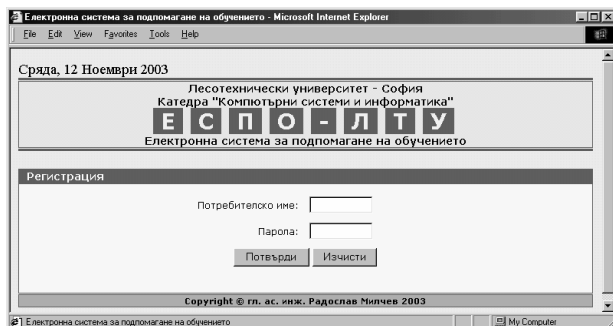 Електронна система за подпомагане на обучението - Microsoft Internet Explorer
File Edit View Favorites Tools Help
Сряда, 12 Ноември 2003
Лесотехнически университет - София
Катедра "Компютърни системи и информатика"
ЕСПО-ЛТУ
Електронна система за подпомагане на обучението
Регистрация
Потребителско име:
Парола:
Потвърди Изчисти
Copyright © гл. ас. инж. Радослав Милчев 2003
Електронна система за подпомагане на обучението My Computer